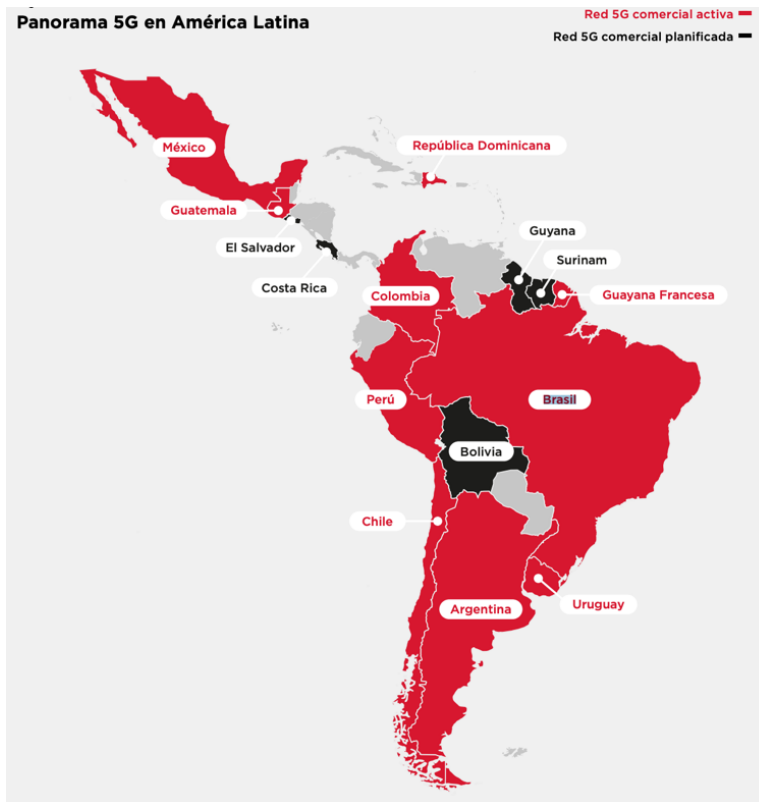 Panorama 5G en América Latina
Red 5G comercial activa
Red 5G comercial planificada
México
República Dominicana
Guatemala
Guyana
El Salvador
Surinam
Costa Rica
Colombia
Guayana Francesa
Perú
Brasil
Bolivia
Chile
Uruguay
Argentina